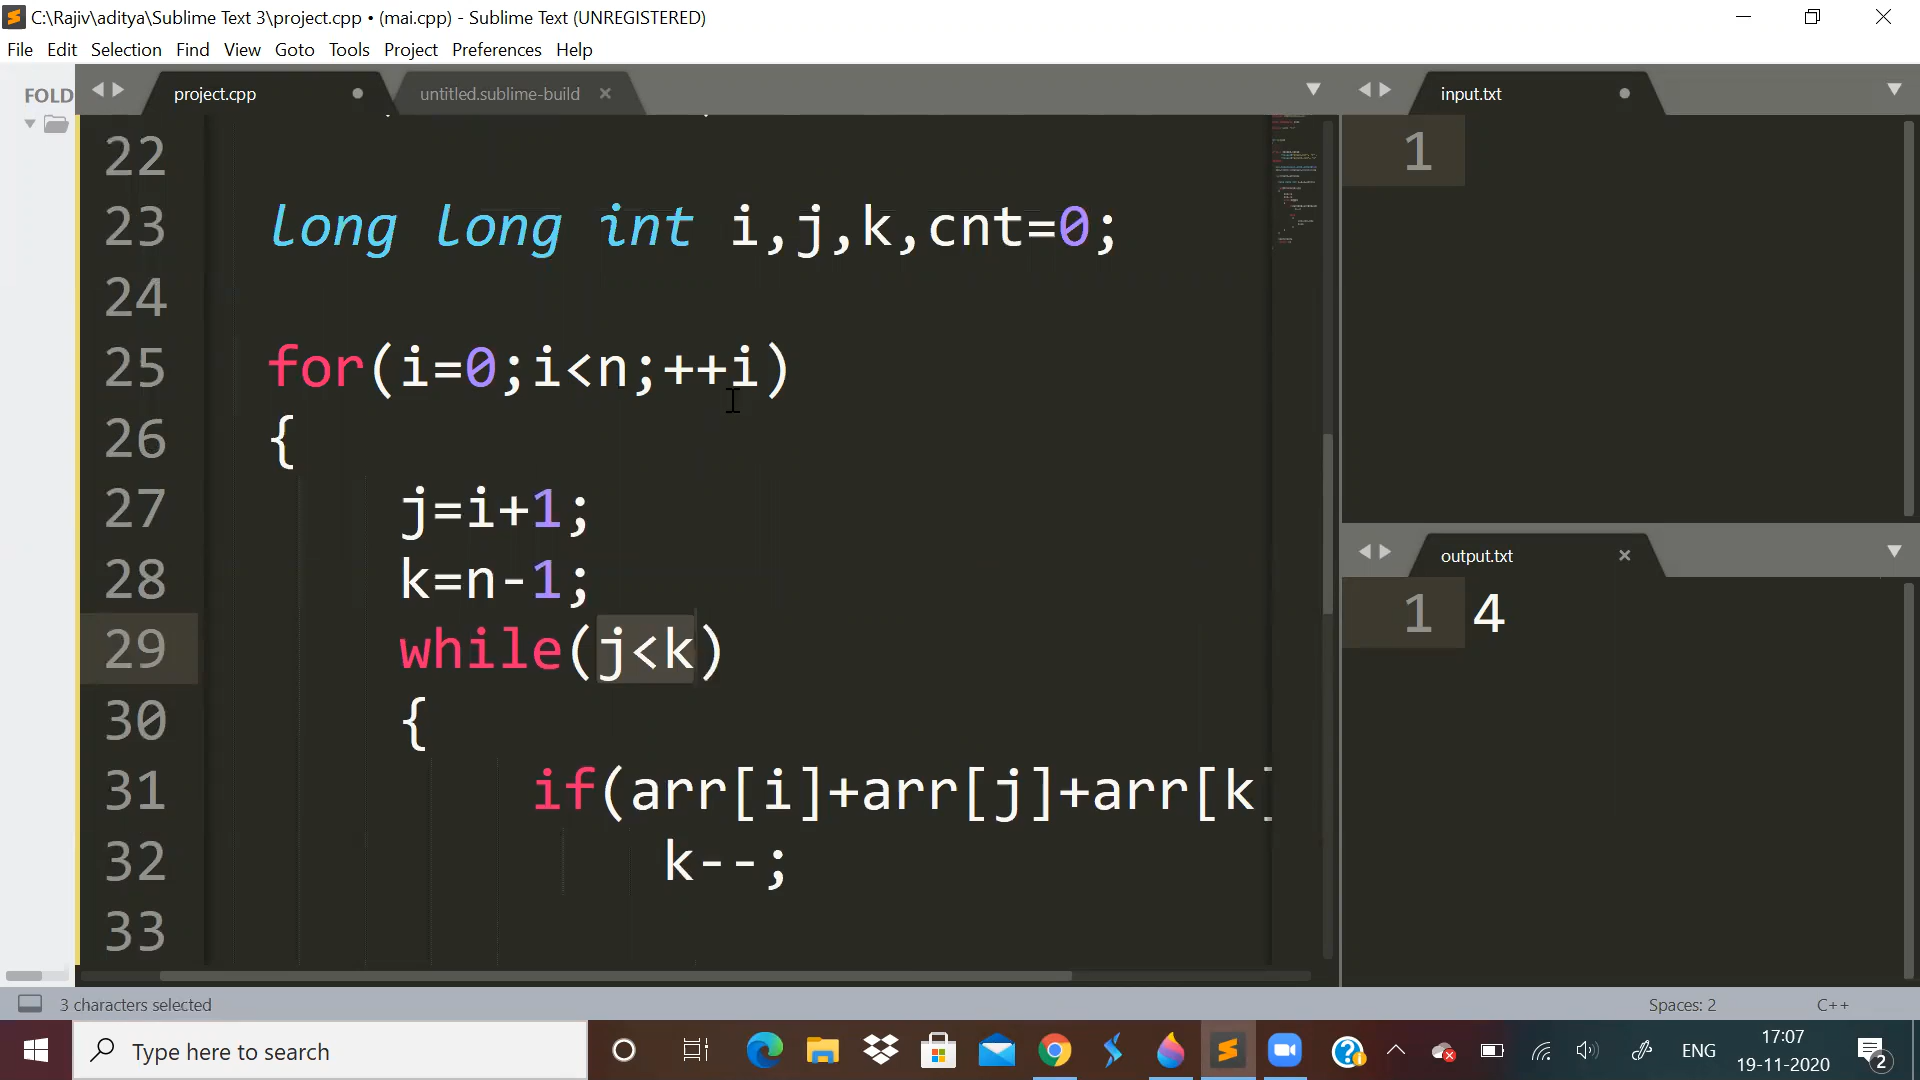 C:\Rajiv\aditya\Sublime Text 3\project.cpp • (mai.cpp) - Sublime Text (UNREGISTERED)
File Edit Selection Find View Goto Tools Project Preferences Help
FOLD
project.cpp
untitled.sublime-build
input.txt
22
23 long long int i,j,k,cnt=0;
24
25 for(i=0;i<n;++i)
26 {
27 j=i+1;
28 k=n-1;
29 while(j<k)
30 {
31 if(arr[i]+arr[j]+arr[k]
32 k--;
33
1
output.txt
1 4
3 characters selected
Spaces: 2
C++
Type here to search
ENG
17:07
19-11-2020
2